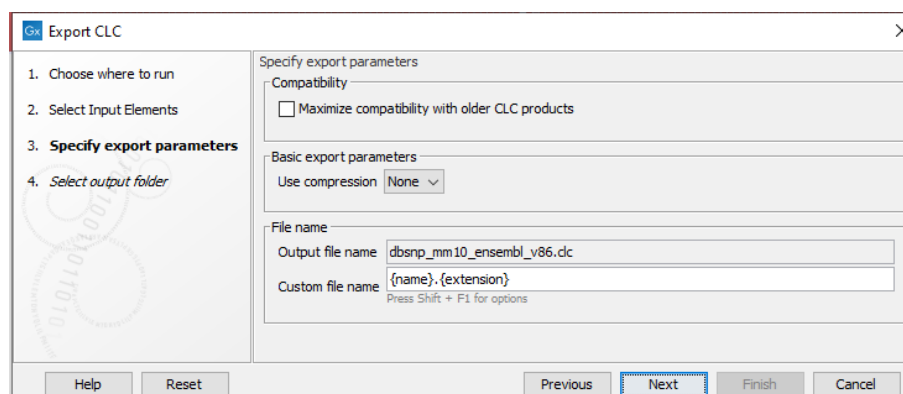 Gx Export CLC
1. Choose where to run
2. Select Input Elements
3. Specify export parameters
4. Select output folder
Specify export parameters
Compatibility
Maximize compatibility with older CLC products
Basic export parameters
Use compression None
File name
Output file name dbsnp_mm10_ensembl_v86.clc
Custom file name {name}.{extension}
Press Shift + F1 for options
Help Reset Previous Next Finish Cancel